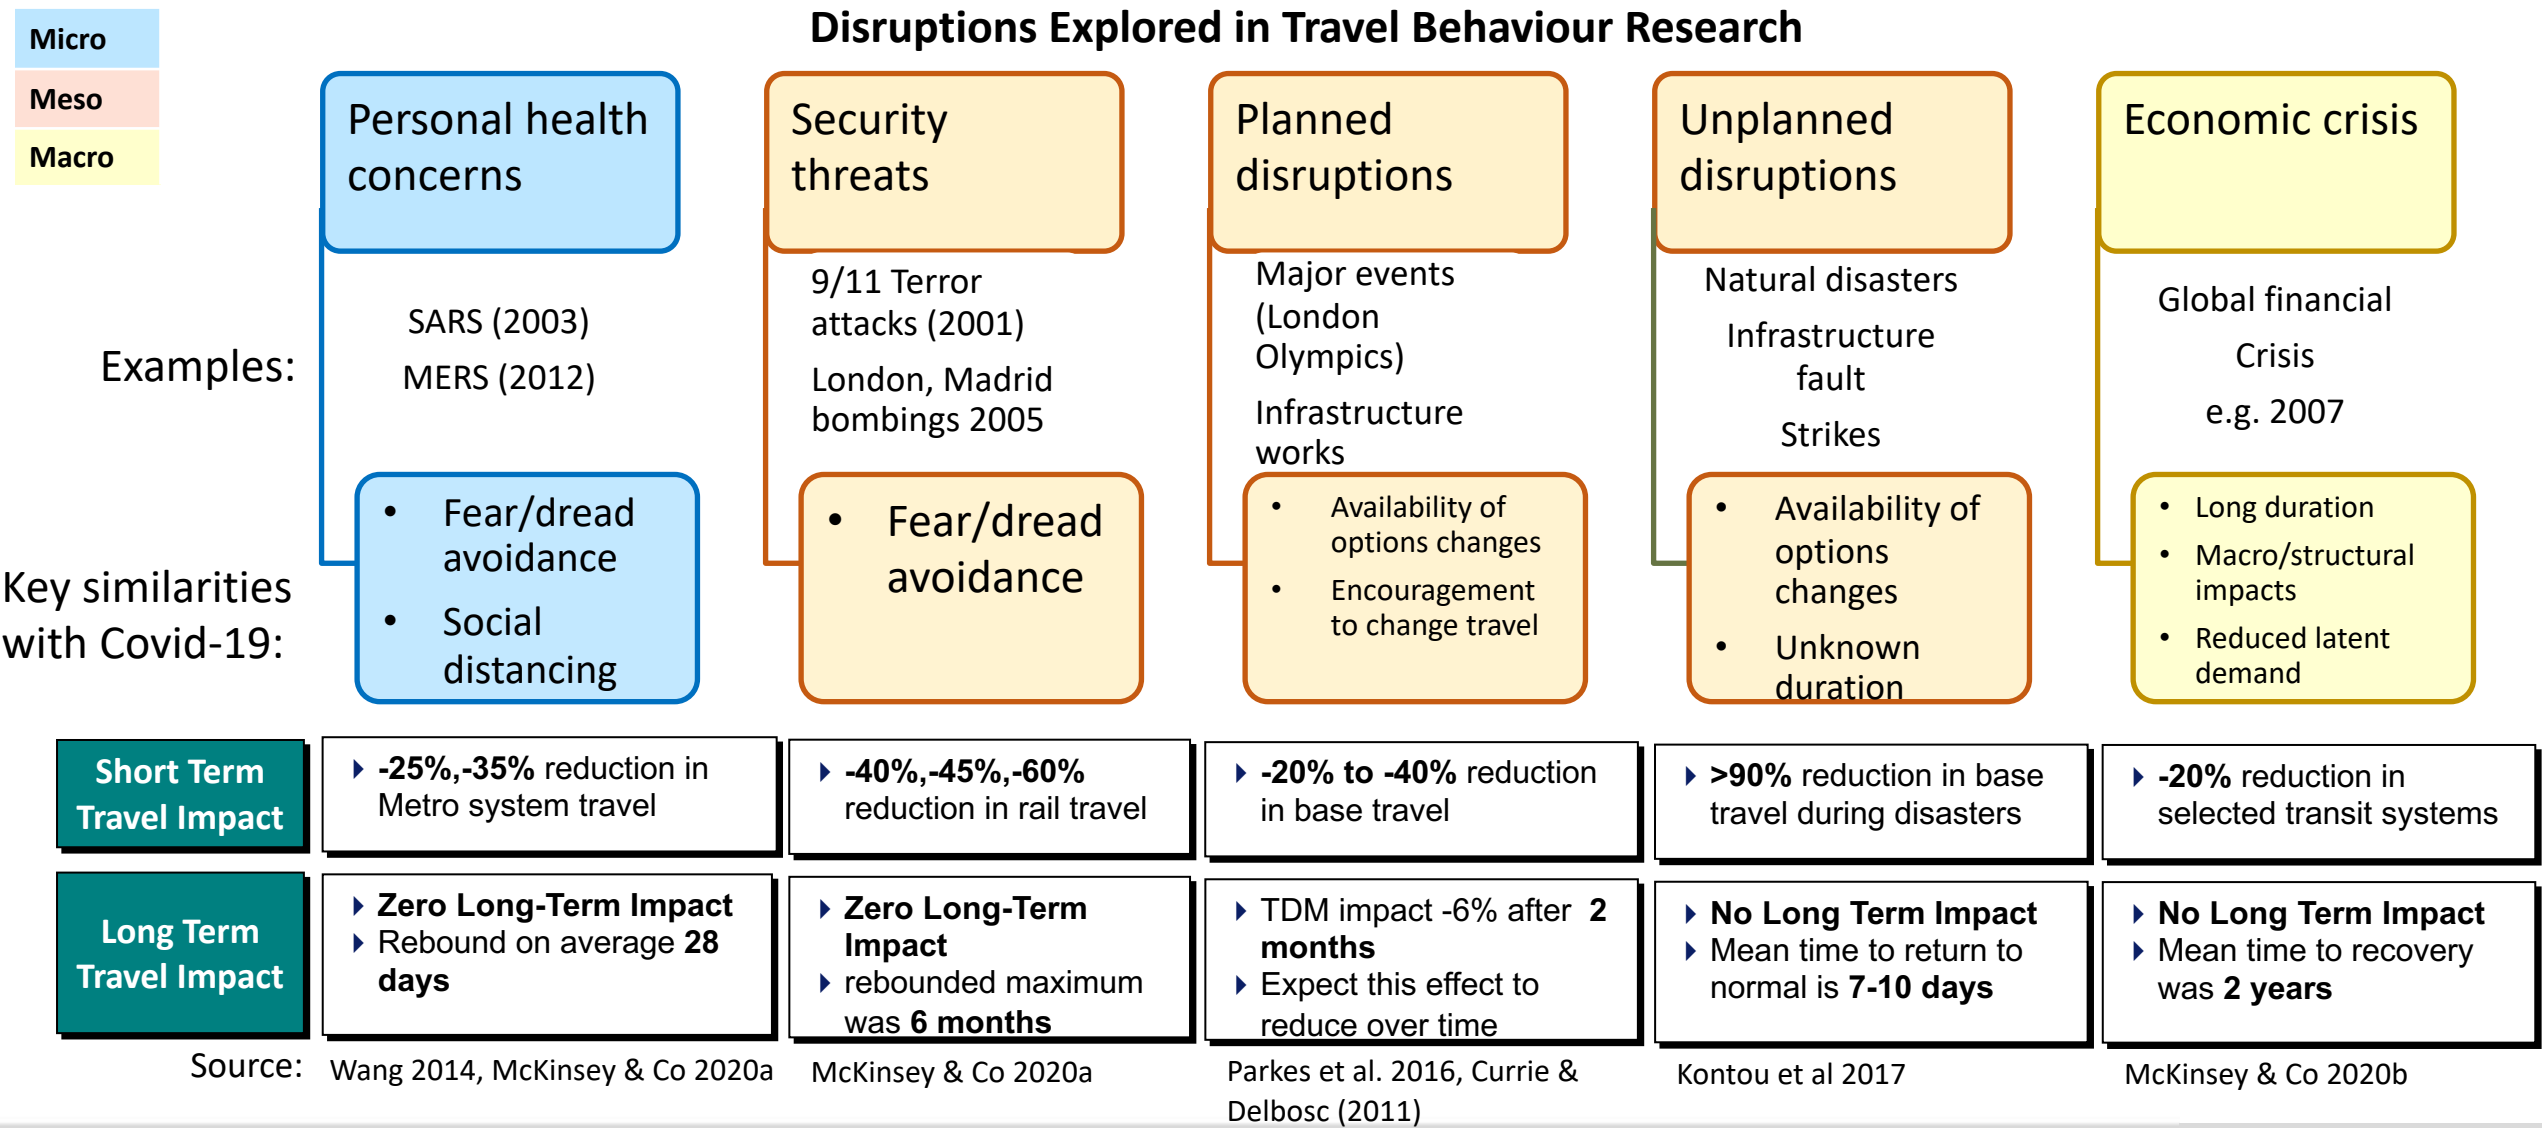 Disruptions Explored in Travel Behaviour Research
Micro
Meso
Macro
Personal health
concerns
Security
threats
Planned
disruptions
Unplanned
disruptions
Economic crisis
Examples:
SARS (2003)
MERS (2012)
9/11 Terror
attacks (2001)
London, Madrid
bombings 2005
Major events
(London
Olympics)
Infrastructure
works
Natural disasters
Infrastructure
fault
Strikes
Global financial
Crisis
e.g. 2007
Key similarities
with Covid-19:
• Fear/dread
avoidance
• Social
distancing
• Fear/dread
avoidance
• Availability of
options changes
• Encouragement
to change travel
• Availability of
options
changes
• Unknown
duration
• Long duration
• Macro/structural
impacts
• Reduced latent
demand
Short Term
Travel Impact
-25%,-35% reduction in
Metro system travel
-40%,-45%,-60%
reduction in rail travel
-20% to -40% reduction
in base travel
>90% reduction in base
travel during disasters
-20% reduction in
selected transit systems
Long Term
Travel Impact
Zero Long-Term Impact
Rebound on average 28
days
Zero Long-Term
Impact
rebounded maximum
was 6 months
TDM impact -6% after 2
months
Expect this effect to
reduce over time
No Long Term Impact
Mean time to return to
normal is 7-10 days
No Long Term Impact
Mean time to recovery
was 2 years
Source:
Wang 2014, McKinsey & Co 2020a
McKinsey & Co 2020a
Parkes et al. 2016, Currie &
Delbosc (2011)
Kontou et al 2017
McKinsey & Co 2020b